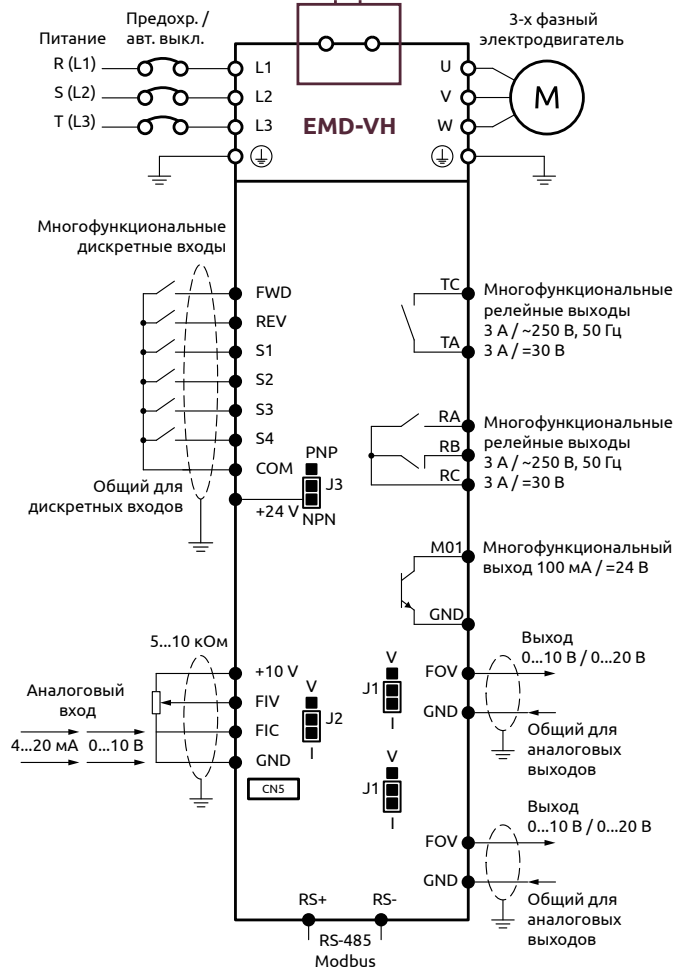 Предохр. /
авт. выкл.
Питание
3-х фазный
электродвигатель
R (L1)
L1
U
S (L2)
L2
V
M
T (L3)
L3
EMD-VH
W
Многофункциональные
дискретные входы
FWD
REV
S1
S2
S3
S4
COM
+24 V
Общий для
дискретных входов
PNP
J3
NPN
TC
TA
Многофункциональные
релейные выходы
3 А / ~250 В, 50 Гц
3 А / =30 В
RA
RB
RC
Многофункциональные
релейные выходы
3 А / ~250 В, 50 Гц
3 А / =30 В
M01
GND
Многофункциональный
выход 100 мА / =24 В
5...10 кОм
+10 V
FIV
FIC
GND
Аналоговый
вход
4...20 мА
0...10 В
V
J2
I
CN5
V
J1
I
FOV
GND
Выход
0...10 В / 0...20 В
Общий для
аналоговых
выходов
V
J1
I
FOV
GND
Выход
0...10 В / 0...20 В
Общий для
аналоговых
выходов
RS+
RS-
RS-485
Modbus